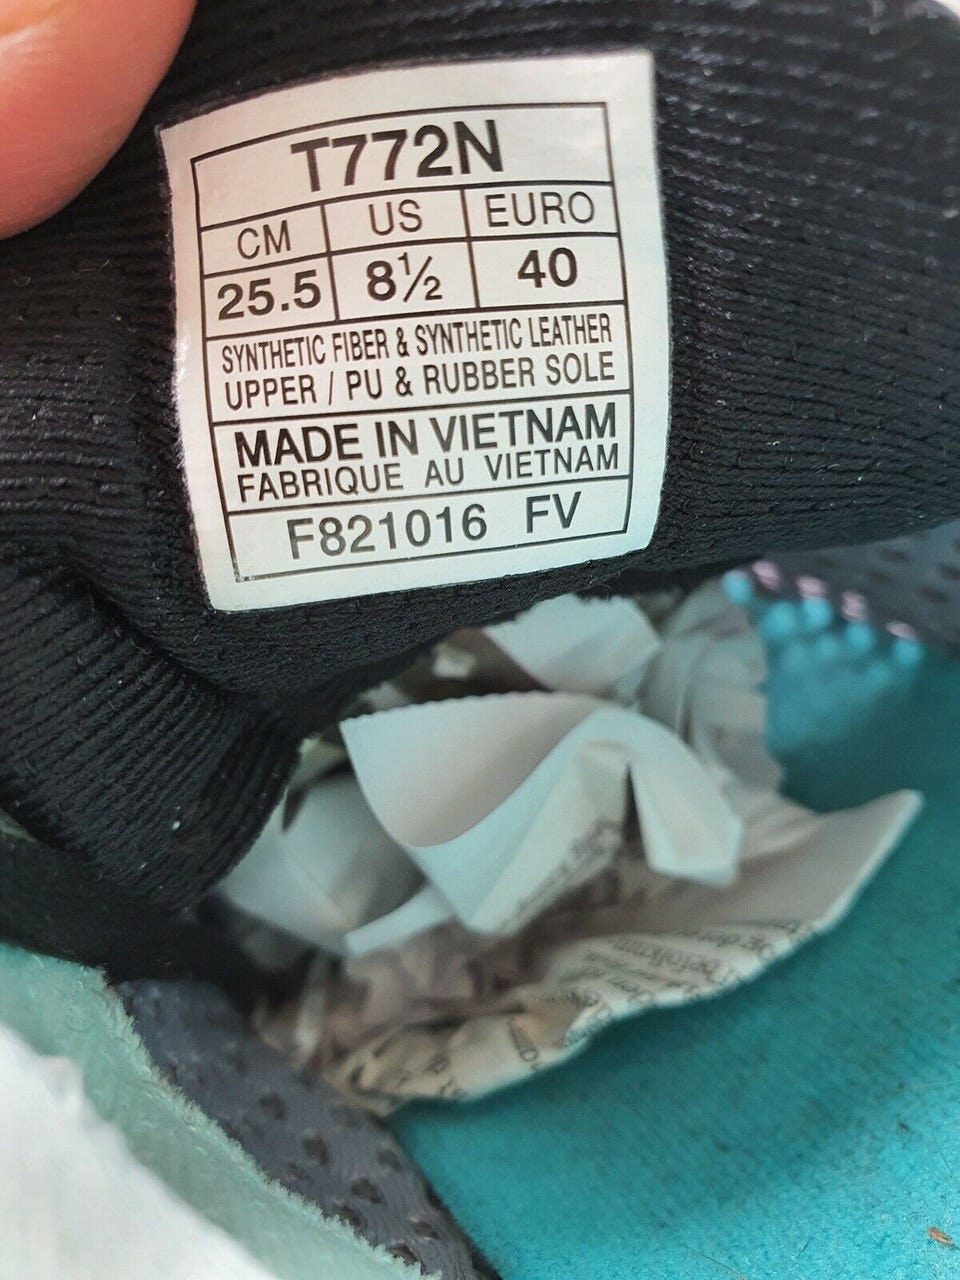 T772N
CM US EURO
25.5 8½ 40
SYNTHETIC FIBER & SYNTHETIC LEATHER
UPPER / PU & RUBBER SOLE
MADE IN VIETNAM
FABRIQUE AU VIETNAM
F821016 FV